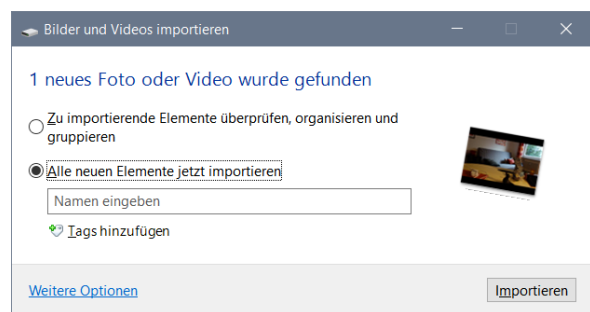 Bilder und Videos importieren
1 neues Foto oder Video wurde gefunden
Zu importierende Elemente überprüfen, organisieren und
gruppieren
Alle neuen Elemente jetzt importieren
Namen eingeben
Tags hinzufügen
Weitere Optionen
Importieren